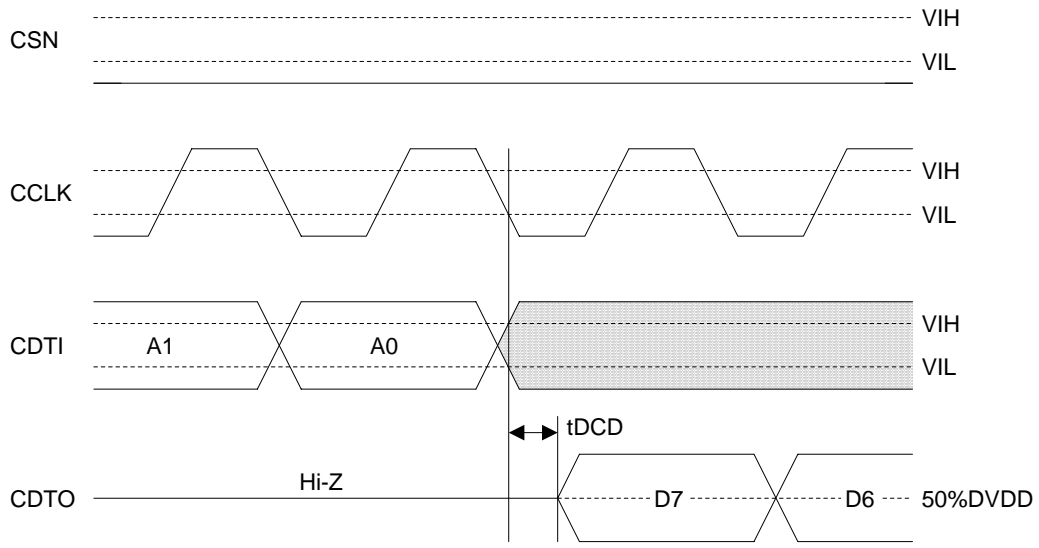 VIH
CSN
VIL
VIH
CCLK
VIL
VIH
CDTI
A1
A0
VIL
tDCD
Hi-Z
CDTO
D7
D6
50%DVDD